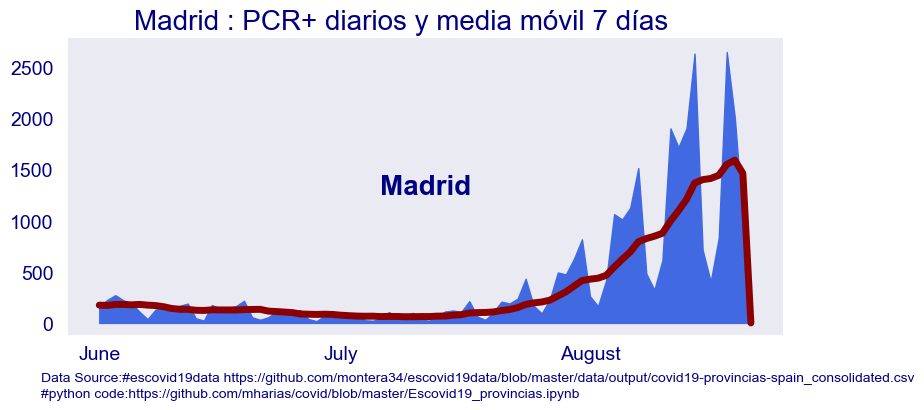 Madrid : PCR+ diarios y media móvil 7 días
2500
2000
1500
1000
500
0
Madrid
June July August
Data Source:#escovid19data https://github.com/montera34/escovid19data/blob/master/data/output/covid19-provincias-spain_consolidated.csv
#python code:https://github.com/mharias/covid/blob/master/Escovid19_provincias.ipynb